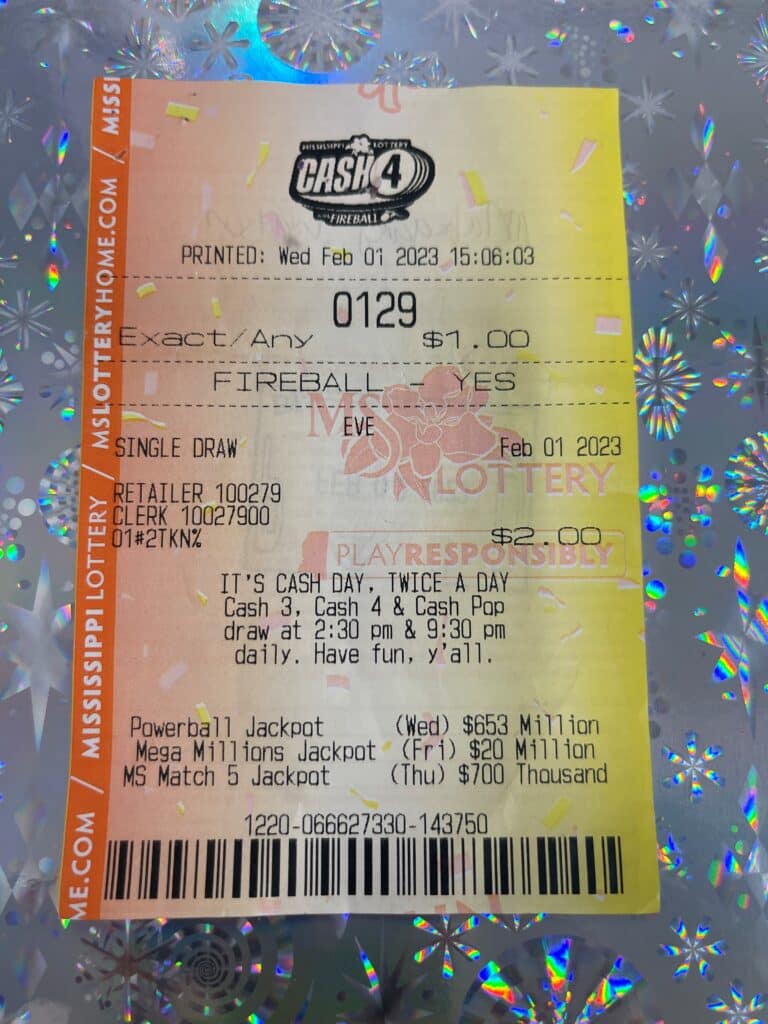 MISSISSIPPI LOTTERY
CASH 4
FIREBALL
PRINTED: Wed Feb 01 2023 15:06:03
0129
Exact/Any $1.00
FIREBALL - YES
EVE
SINGLE DRAW Feb 01 2023
MS LOTTERY
RETAILER 100279
CLERK 10027900
01#2TKN% $2.00
PLAYRESPONSIBLY
IT'S CASH DAY, TWICE A DAY
Cash 3, Cash 4 & Cash Pop
draw at 2:30 pm & 9:30 pm
daily. Have fun, y'all.
Powerball Jackpot (Wed) $653 Million
Mega Millions Jackpot (Fri) $20 Million
MS Match 5 Jackpot (Thu) $700 Thousand
1220-066627330-143750
ME.COM / MISSISSIPPI LOTTERY / MSLOTTERYHOME.COM / MISSI